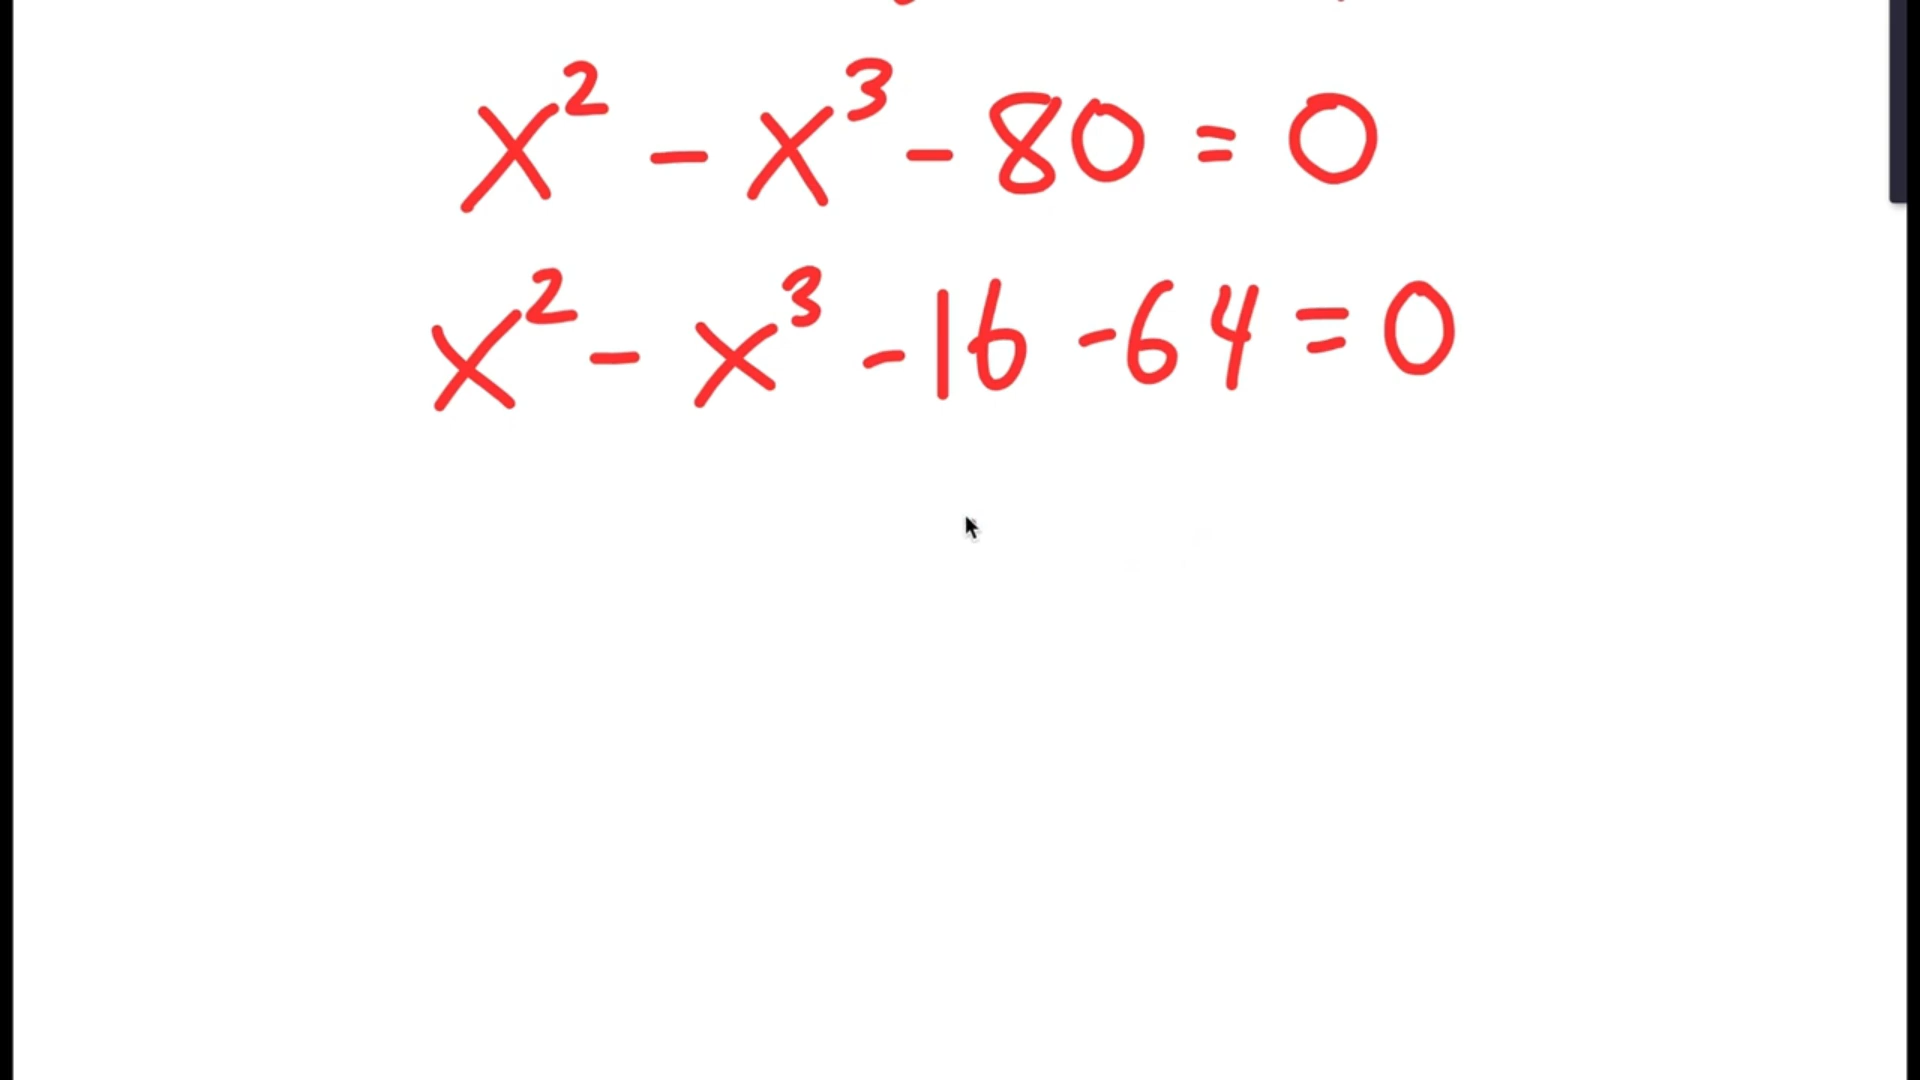 x² - x³ - 80 = 0
x² - x³ - 16 - 64 = 0